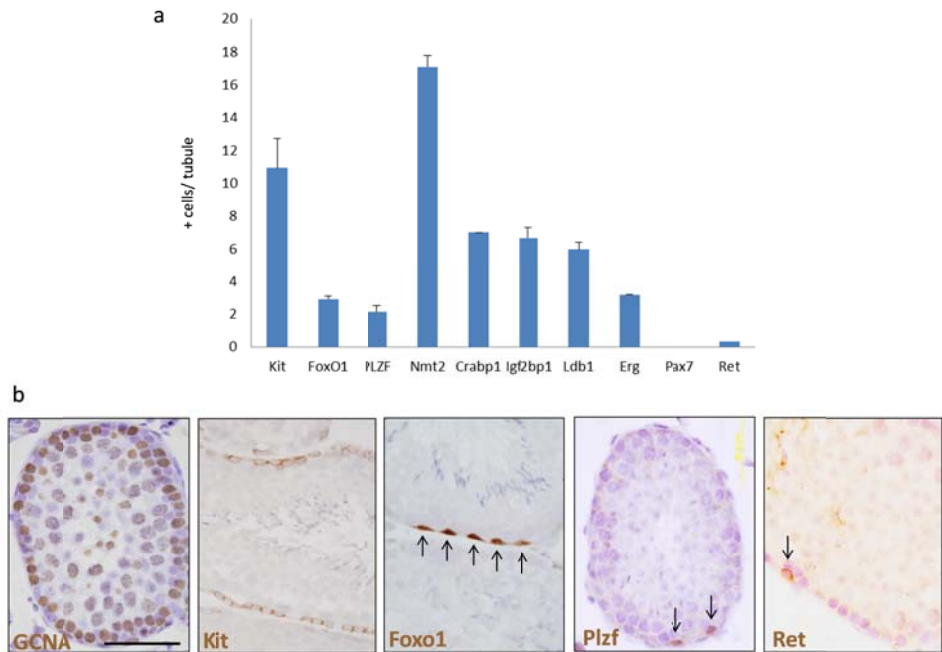 a
20
18
16
14
12
10
8
6
4
2
0
+ cells/ tubule
Kit FoxO1 PLZF Nmt2 Crabp1 Igf2bp1 Ldb1 Erg Pax7 Ret
b
GCNA Kit Foxo1 Plzf Ret